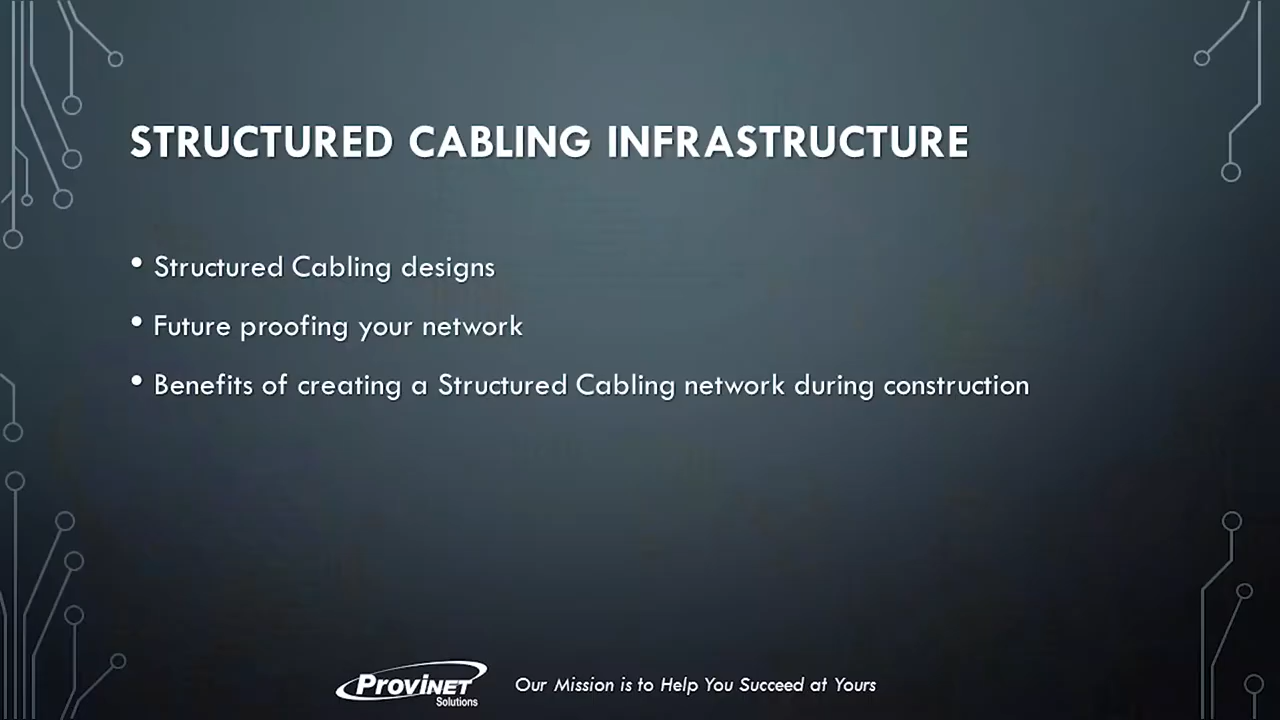 STRUCTURED CABLING INFRASTRUCTURE
• Structured Cabling designs
• Future proofing your network
• Benefits of creating a Structured Cabling network during construction
ProviNET
Solutions
Our Mission is to Help You Succeed at Yours